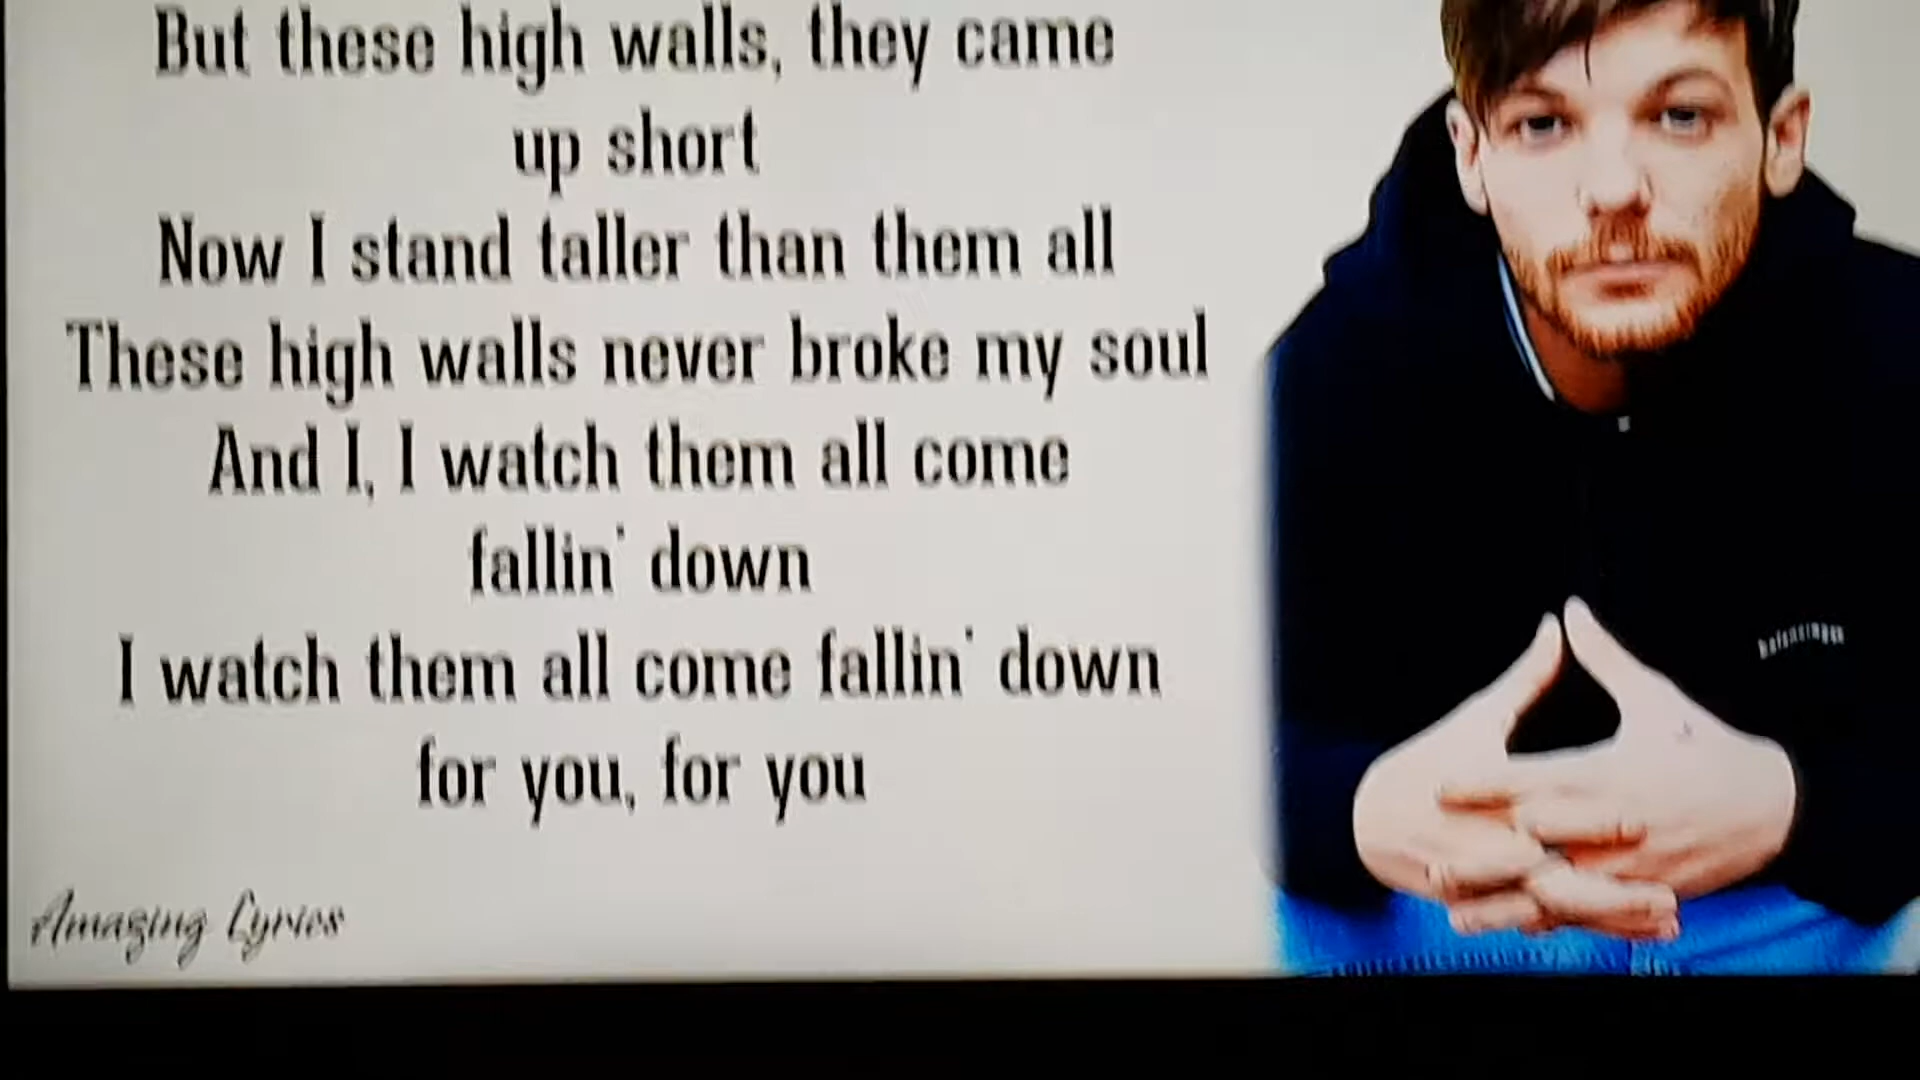 But these high walls, they came
up short
Now I stand taller than them all
These high walls never broke my soul
And I, I watch them all come
fallin' down
I watch them all come fallin' down
for you, for you
Amazing Lyrics
balenciaga